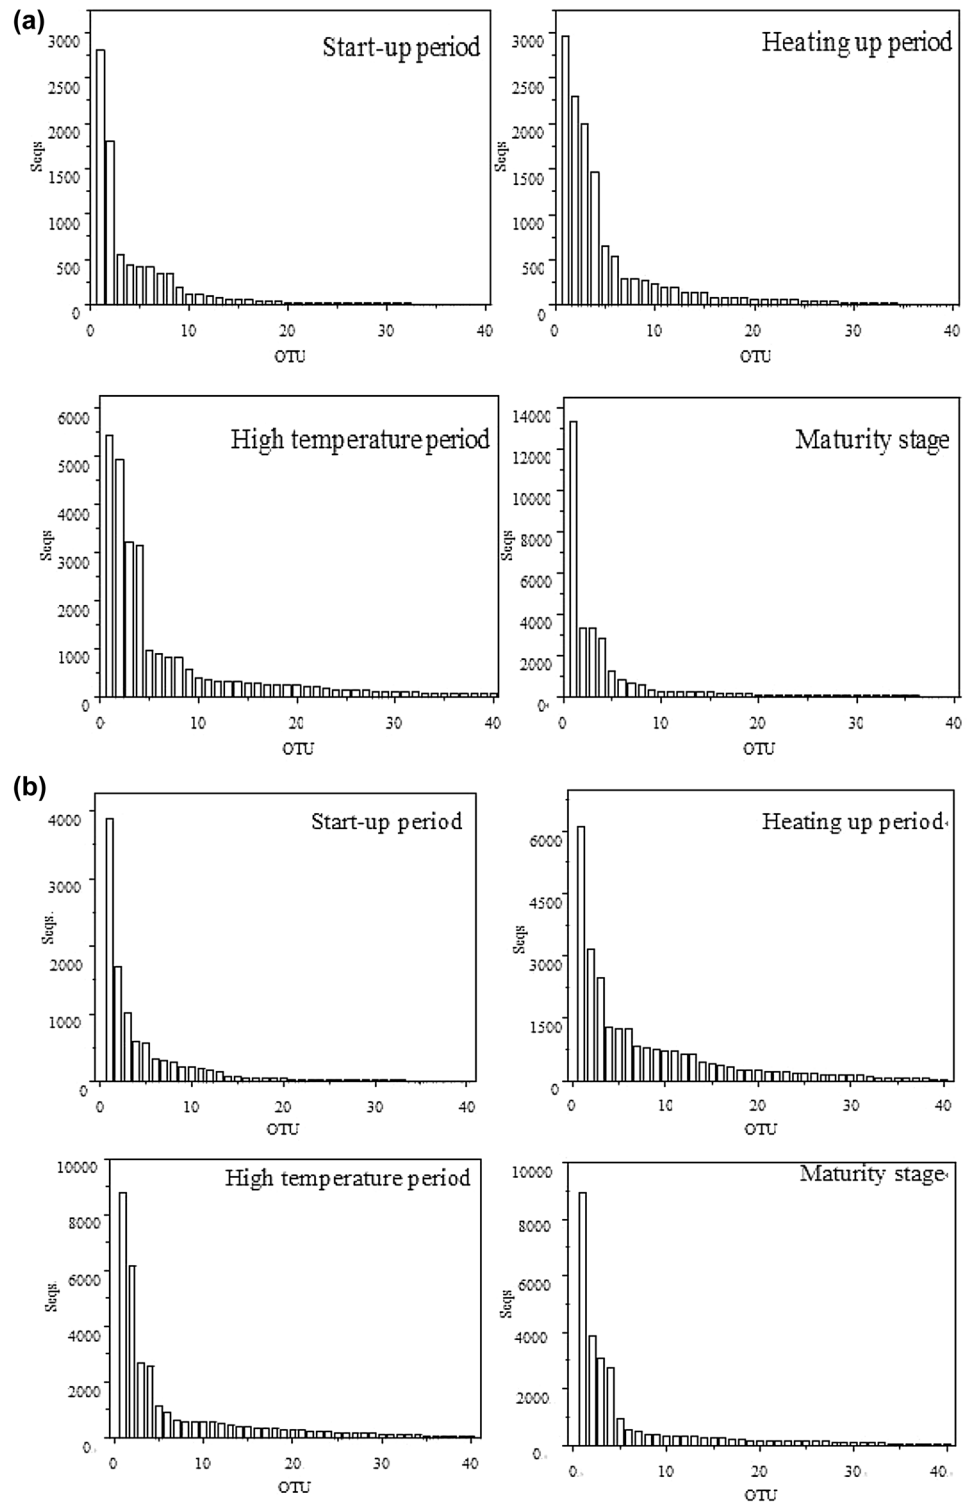 (a)
Start-up period
3000
2500
2000
1500
1000
500
0
Seqs
0 10 20 30 40
OTU
Heating up period
3000
2500
2000
1500
1000
500
0
Seqs
0 10 20 30 40
OTU
High temperature period
6000
5000
4000
3000
2000
1000
0
Seqs
0 10 20 30 40
OTU
Maturity stage
14000
12000
10000
8000
6000
4000
2000
0
Seqs
0 10 20 30 40
OTU
(b)
Start-up period
4000
3000
2000
1000
0
Seqs.
0 10 20 30 40
OTU
Heating up period
6000
4500
3000
1500
0
Seqs
0 10 20 30 40
OTU
High temperature period
10000
8000
6000
4000
2000
0
Seqs
0 10 20 30 40
OTU
Maturity stage
10000
8000
6000
4000
2000
0
Seqs
0 10 20 30 40
OTU